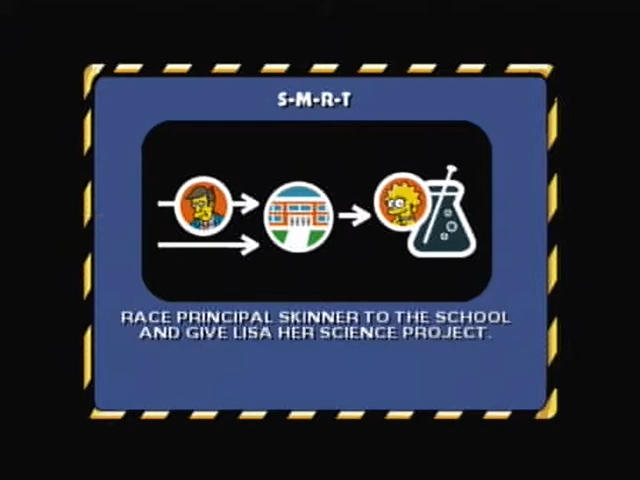 S-M-R-T
RACE PRINCIPAL SKINNER TO THE SCHOOL
AND GIVE LISA HER SCIENCE PROJECT.